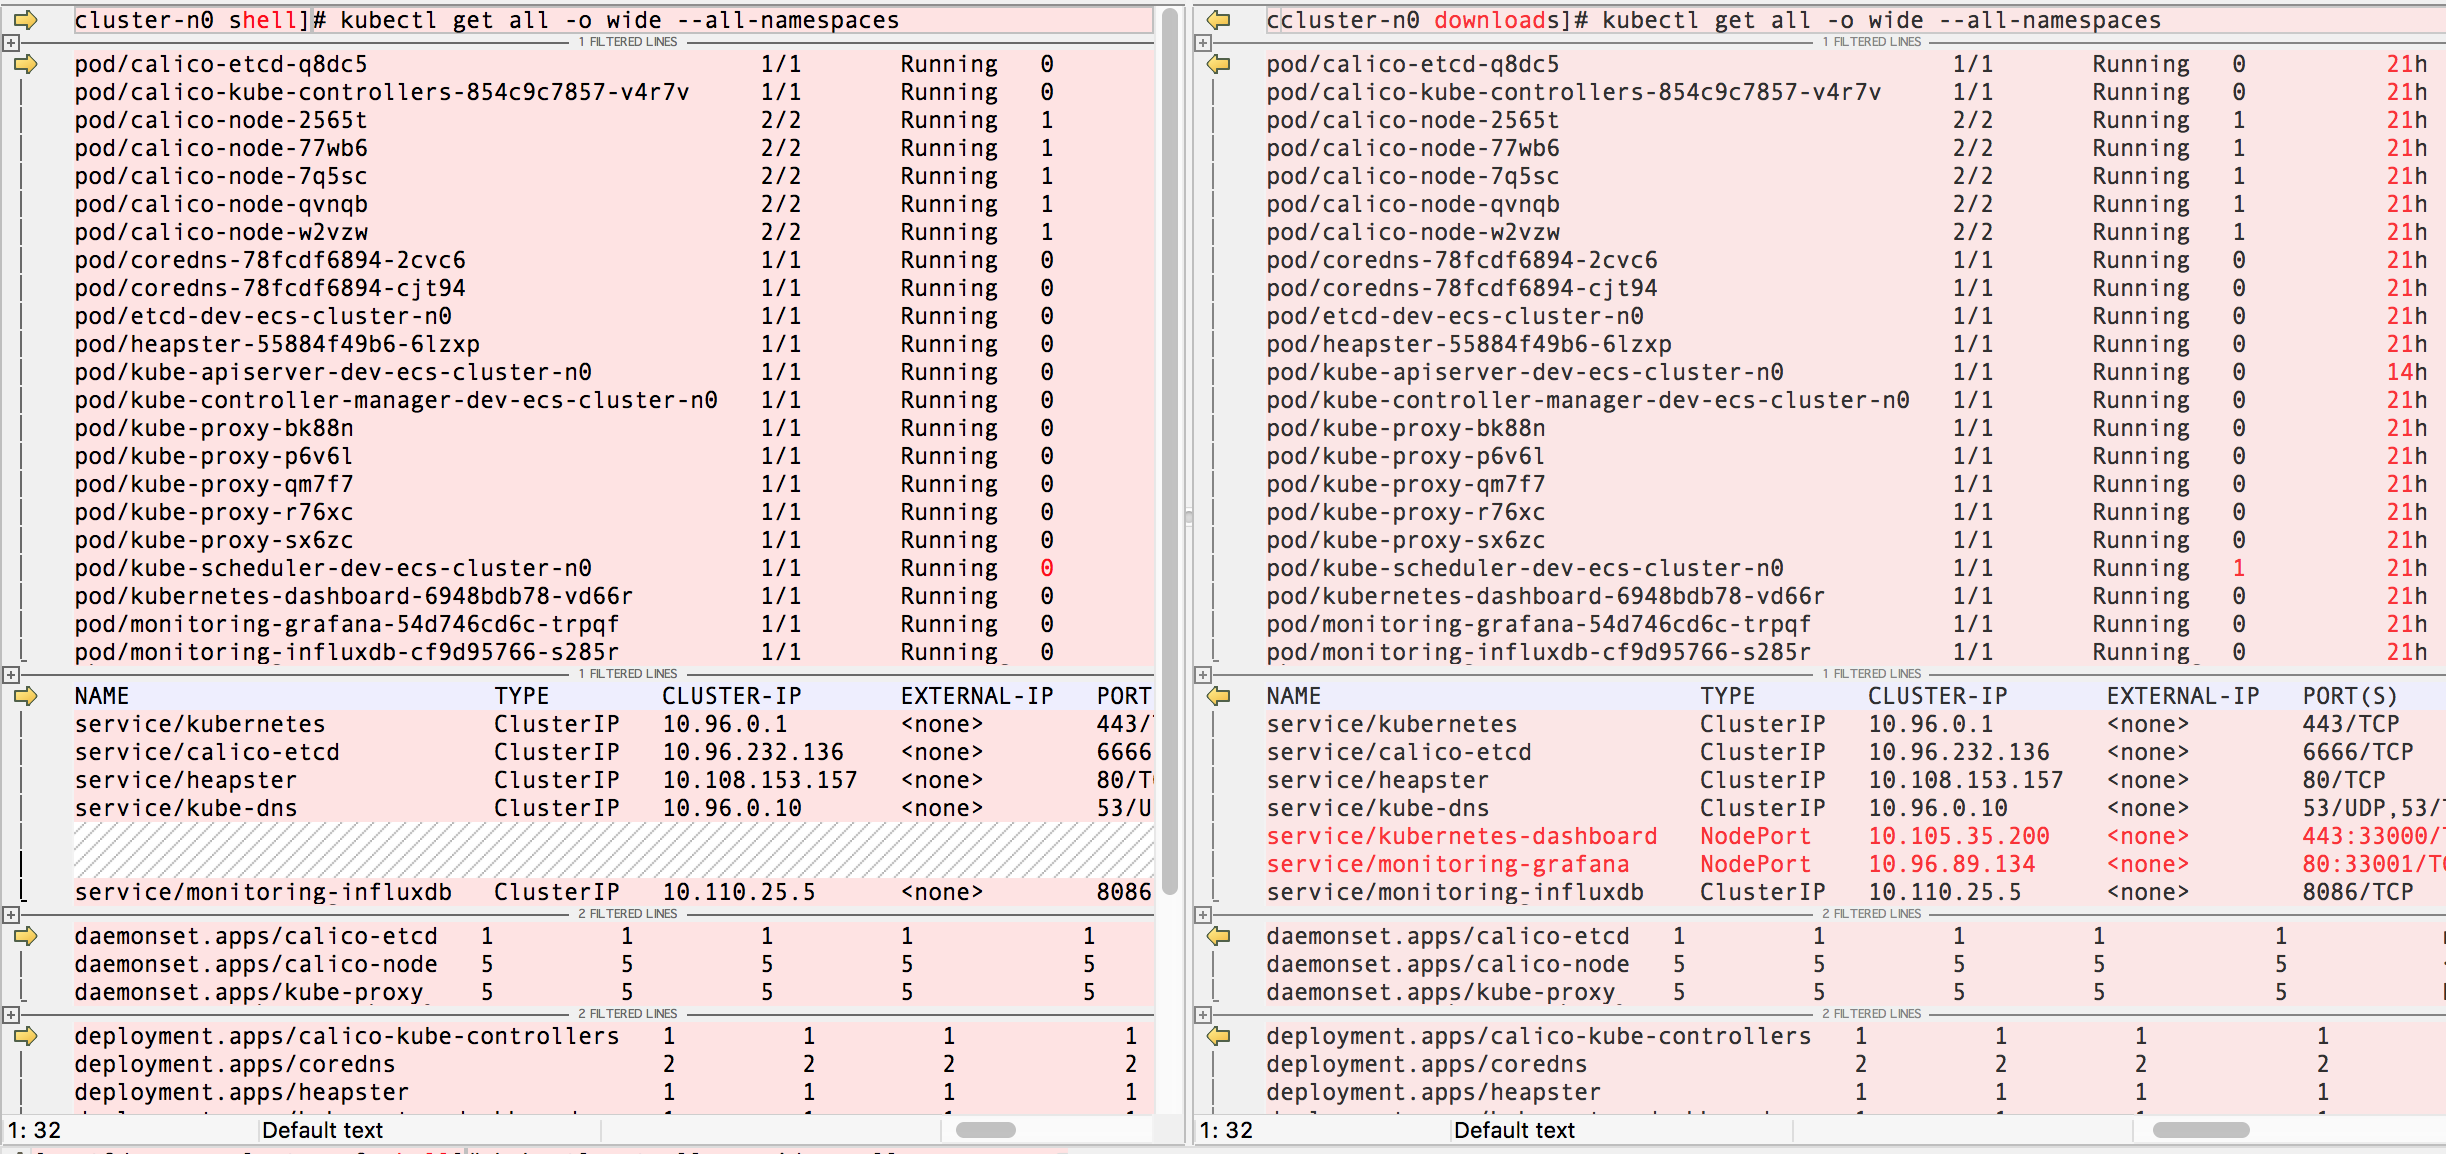 cluster-n0 shell]# kubectl get all -o wide --all-namespaces
1 FILTERED LINES
pod/calico-etcd-q8dc5 1/1 Running 0
pod/calico-kube-controllers-854c9c7857-v4r7v 1/1 Running 0
pod/calico-node-2565t 2/2 Running 1
pod/calico-node-77wb6 2/2 Running 1
pod/calico-node-7q5sc 2/2 Running 1
pod/calico-node-qvnqb 2/2 Running 1
pod/calico-node-w2vzw 2/2 Running 1
pod/coredns-78fcdf6894-2cvc6 1/1 Running 0
pod/coredns-78fcdf6894-cjt94 1/1 Running 0
pod/etcd-dev-ecs-cluster-n0 1/1 Running 0
pod/heapster-55884f49b6-6lzxp 1/1 Running 0
pod/kube-apiserver-dev-ecs-cluster-n0 1/1 Running 0
pod/kube-controller-manager-dev-ecs-cluster-n0 1/1 Running 0
pod/kube-proxy-bk88n 1/1 Running 0
pod/kube-proxy-p6v6l 1/1 Running 0
pod/kube-proxy-qm7f7 1/1 Running 0
pod/kube-proxy-r76xc 1/1 Running 0
pod/kube-proxy-sx6zc 1/1 Running 0
pod/kube-scheduler-dev-ecs-cluster-n0 1/1 Running 0
pod/kubernetes-dashboard-6948bdb78-vd66r 1/1 Running 0
pod/monitoring-grafana-54d746cd6c-trpqf 1/1 Running 0
pod/monitoring-influxdb-cf9d95766-s285r 1/1 Running 0
1 FILTERED LINES
NAME TYPE CLUSTER-IP EXTERNAL-IP PORT
service/kubernetes ClusterIP 10.96.0.1 <none> 443/
service/calico-etcd ClusterIP 10.96.232.136 <none> 6666
service/heapster ClusterIP 10.108.153.157 <none> 80/T
service/kube-dns ClusterIP 10.96.0.10 <none> 53/U
service/monitoring-influxdb ClusterIP 10.110.25.5 <none> 8086
2 FILTERED LINES
daemonset.apps/calico-etcd 1 1 1 1 1
daemonset.apps/calico-node 5 5 5 5 5
daemonset.apps/kube-proxy 5 5 5 5 5
2 FILTERED LINES
deployment.apps/calico-kube-controllers 1 1 1 1
deployment.apps/coredns 2 2 2 2
deployment.apps/heapster 1 1 1 1
1: 32 Default text
ccluster-n0 downloads]# kubectl get all -o wide --all-namespaces
1 FILTERED LINES
pod/calico-etcd-q8dc5 1/1 Running 0 21h
pod/calico-kube-controllers-854c9c7857-v4r7v 1/1 Running 0 21h
pod/calico-node-2565t 2/2 Running 1 21h
pod/calico-node-77wb6 2/2 Running 1 21h
pod/calico-node-7q5sc 2/2 Running 1 21h
pod/calico-node-qvnqb 2/2 Running 1 21h
pod/calico-node-w2vzw 2/2 Running 1 21h
pod/coredns-78fcdf6894-2cvc6 1/1 Running 0 21h
pod/coredns-78fcdf6894-cjt94 1/1 Running 0 21h
pod/etcd-dev-ecs-cluster-n0 1/1 Running 0 21h
pod/heapster-55884f49b6-6lzxp 1/1 Running 0 21h
pod/kube-apiserver-dev-ecs-cluster-n0 1/1 Running 0 14h
pod/kube-controller-manager-dev-ecs-cluster-n0 1/1 Running 0 21h
pod/kube-proxy-bk88n 1/1 Running 0 21h
pod/kube-proxy-p6v6l 1/1 Running 0 21h
pod/kube-proxy-qm7f7 1/1 Running 0 21h
pod/kube-proxy-r76xc 1/1 Running 0 21h
pod/kube-proxy-sx6zc 1/1 Running 0 21h
pod/kube-scheduler-dev-ecs-cluster-n0 1/1 Running 1 21h
pod/kubernetes-dashboard-6948bdb78-vd66r 1/1 Running 0 21h
pod/monitoring-grafana-54d746cd6c-trpqf 1/1 Running 0 21h
pod/monitoring-influxdb-cf9d95766-s285r 1/1 Running 0 21h
1 FILTERED LINES
NAME TYPE CLUSTER-IP EXTERNAL-IP PORT(S)
service/kubernetes ClusterIP 10.96.0.1 <none> 443/TCP
service/calico-etcd ClusterIP 10.96.232.136 <none> 6666/TCP
service/heapster ClusterIP 10.108.153.157 <none> 80/TCP
service/kube-dns ClusterIP 10.96.0.10 <none> 53/UDP,53/
service/kubernetes-dashboard NodePort 10.105.35.200 <none> 443:33000/
service/monitoring-grafana NodePort 10.96.89.134 <none> 80:33001/T
service/monitoring-influxdb ClusterIP 10.110.25.5 <none> 8086/TCP
2 FILTERED LINES
daemonset.apps/calico-etcd 1 1 1 1 1
daemonset.apps/calico-node 5 5 5 5 5
daemonset.apps/kube-proxy 5 5 5 5 5
2 FILTERED LINES
deployment.apps/calico-kube-controllers 1 1 1 1
deployment.apps/coredns 2 2 2 2
deployment.apps/heapster 1 1 1 1
1: 32 Default text